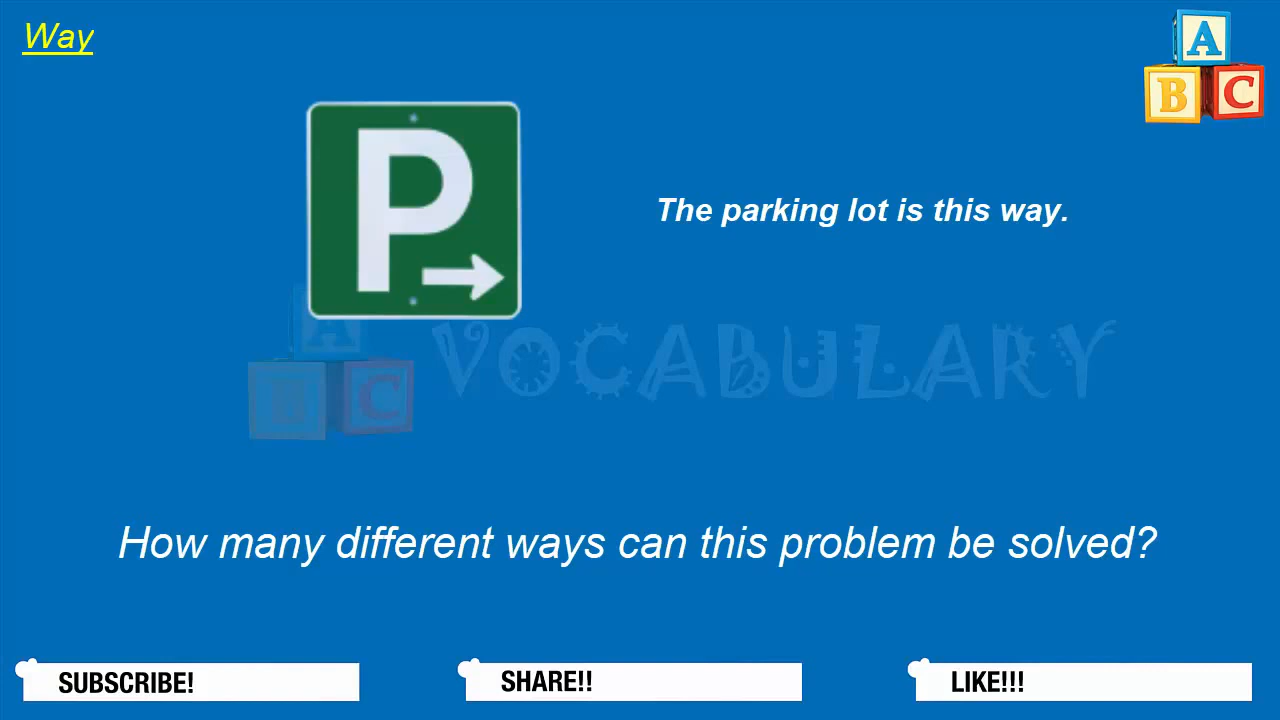 Way
A
B C
P
The parking lot is this way.
A
B C
VOCABULARY
How many different ways can this problem be solved?
SUBSCRIBE!
SHARE!!
LIKE!!!